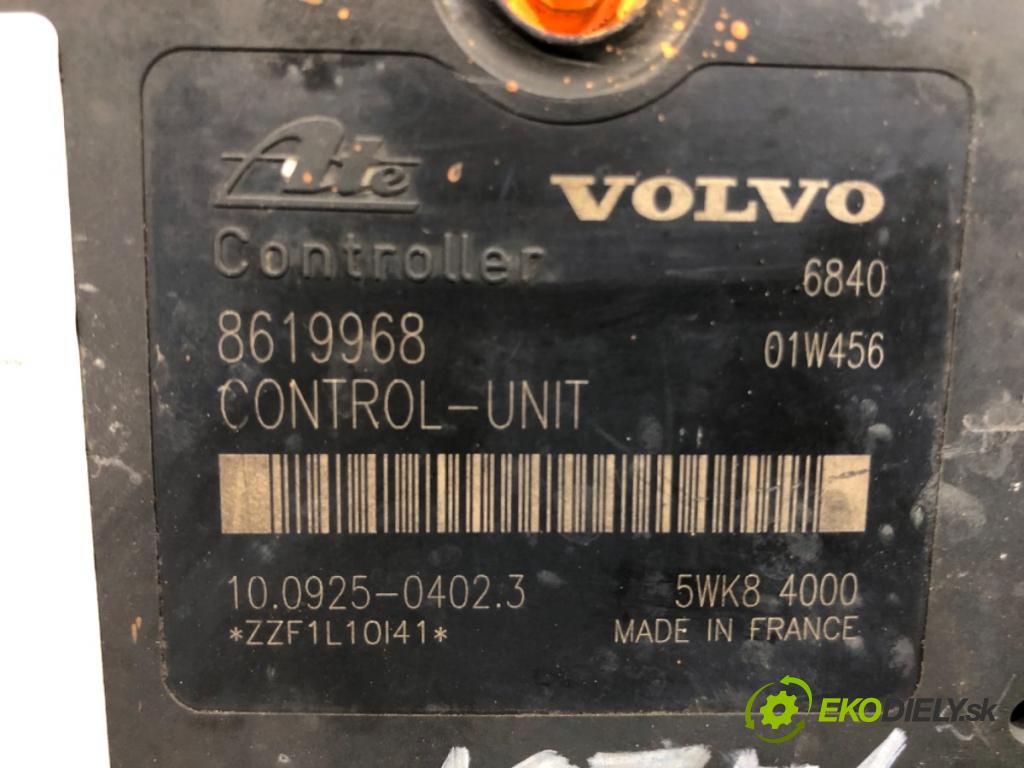 Ate VOLVO
Controller 6840
8619968 01W456
CONTROL-UNIT
10.0925-0402.3 5WK8 4000
*ZZF1L10I41* MADE IN FRANCE
EKODIELY.sk